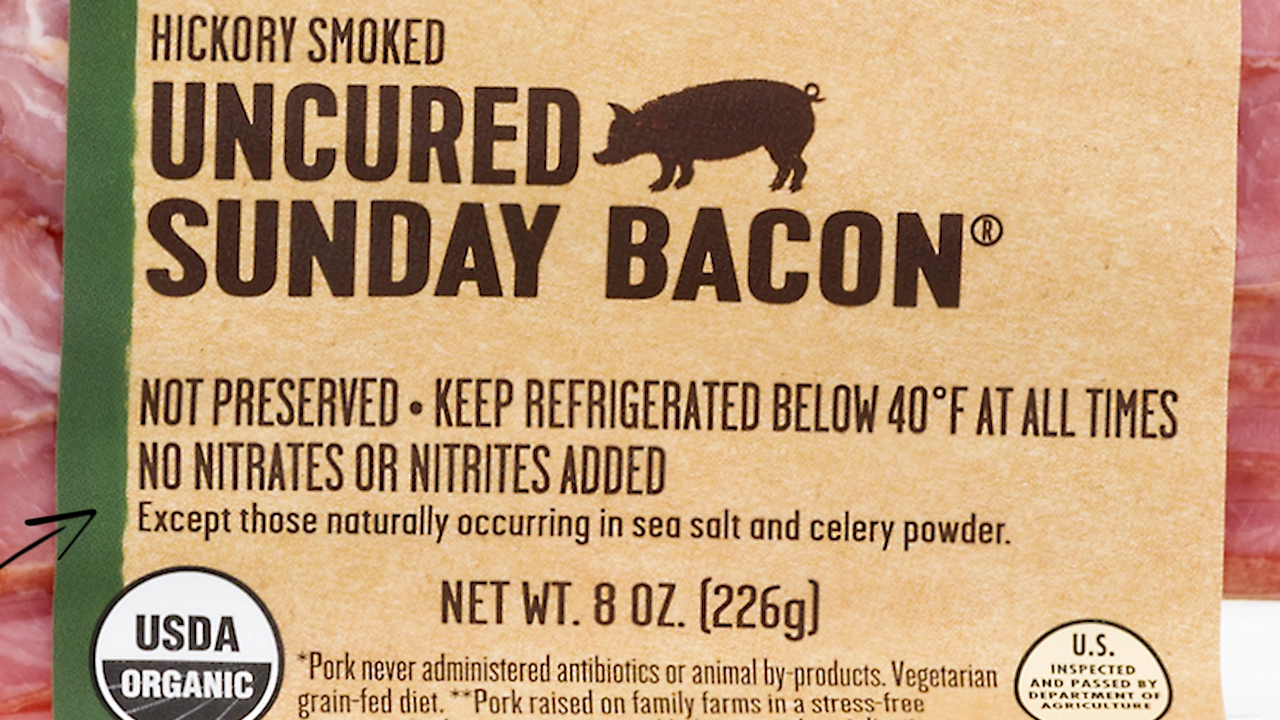 HICKORY SMOKED
UNCURED
SUNDAY BACON®
NOT PRESERVED • KEEP REFRIGERATED BELOW 40°F AT ALL TIMES
NO NITRATES OR NITRITES ADDED
Except those naturally occurring in sea salt and celery powder.
NET WT. 8 OZ. (226g)
USDA
ORGANIC
*Pork never administered antibiotics or animal by-products. Vegetarian
grain-fed diet. **Pork raised on family farms in a stress-free
U.S.
INSPECTED
AND PASSED BY
DEPARTMENT OF
AGRICULTURE